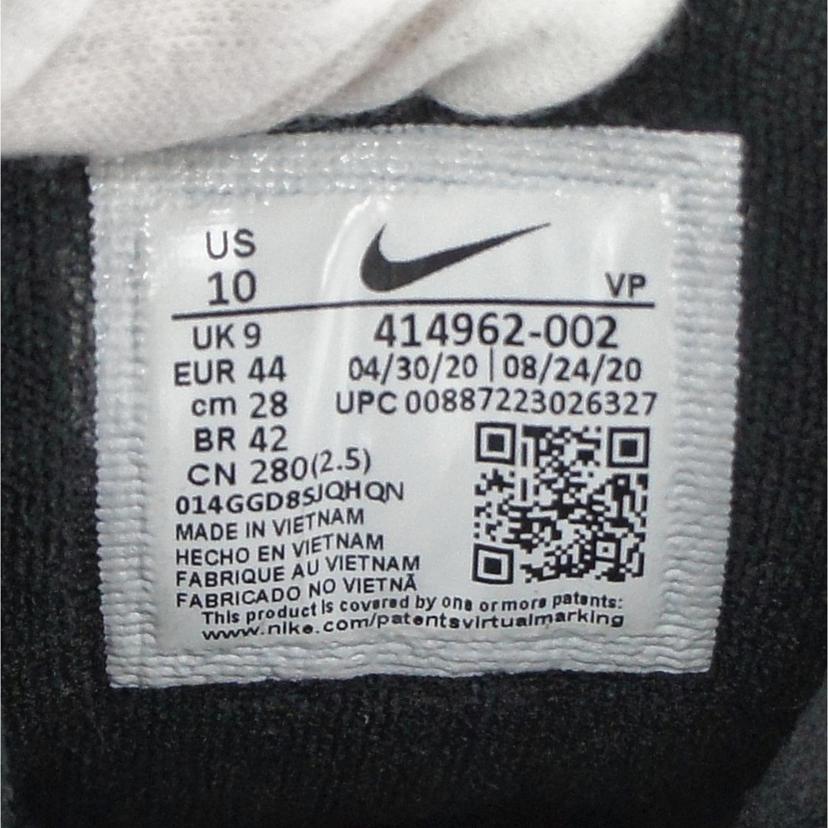 US
10
VP
UK 9
414962-002
EUR 44
04/30/20 | 08/24/20
cm 28
UPC 00887223026327
BR 42
CN 280(2.5)
014GGD8SJQHQN
MADE IN VIETNAM
HECHO EN VIETNAM
FABRIQUE AU VIETNAM
FABRICADO NO VIETNÃ
This product is covered by one or more patents:
www.nike.com/patentsvirtualmarking